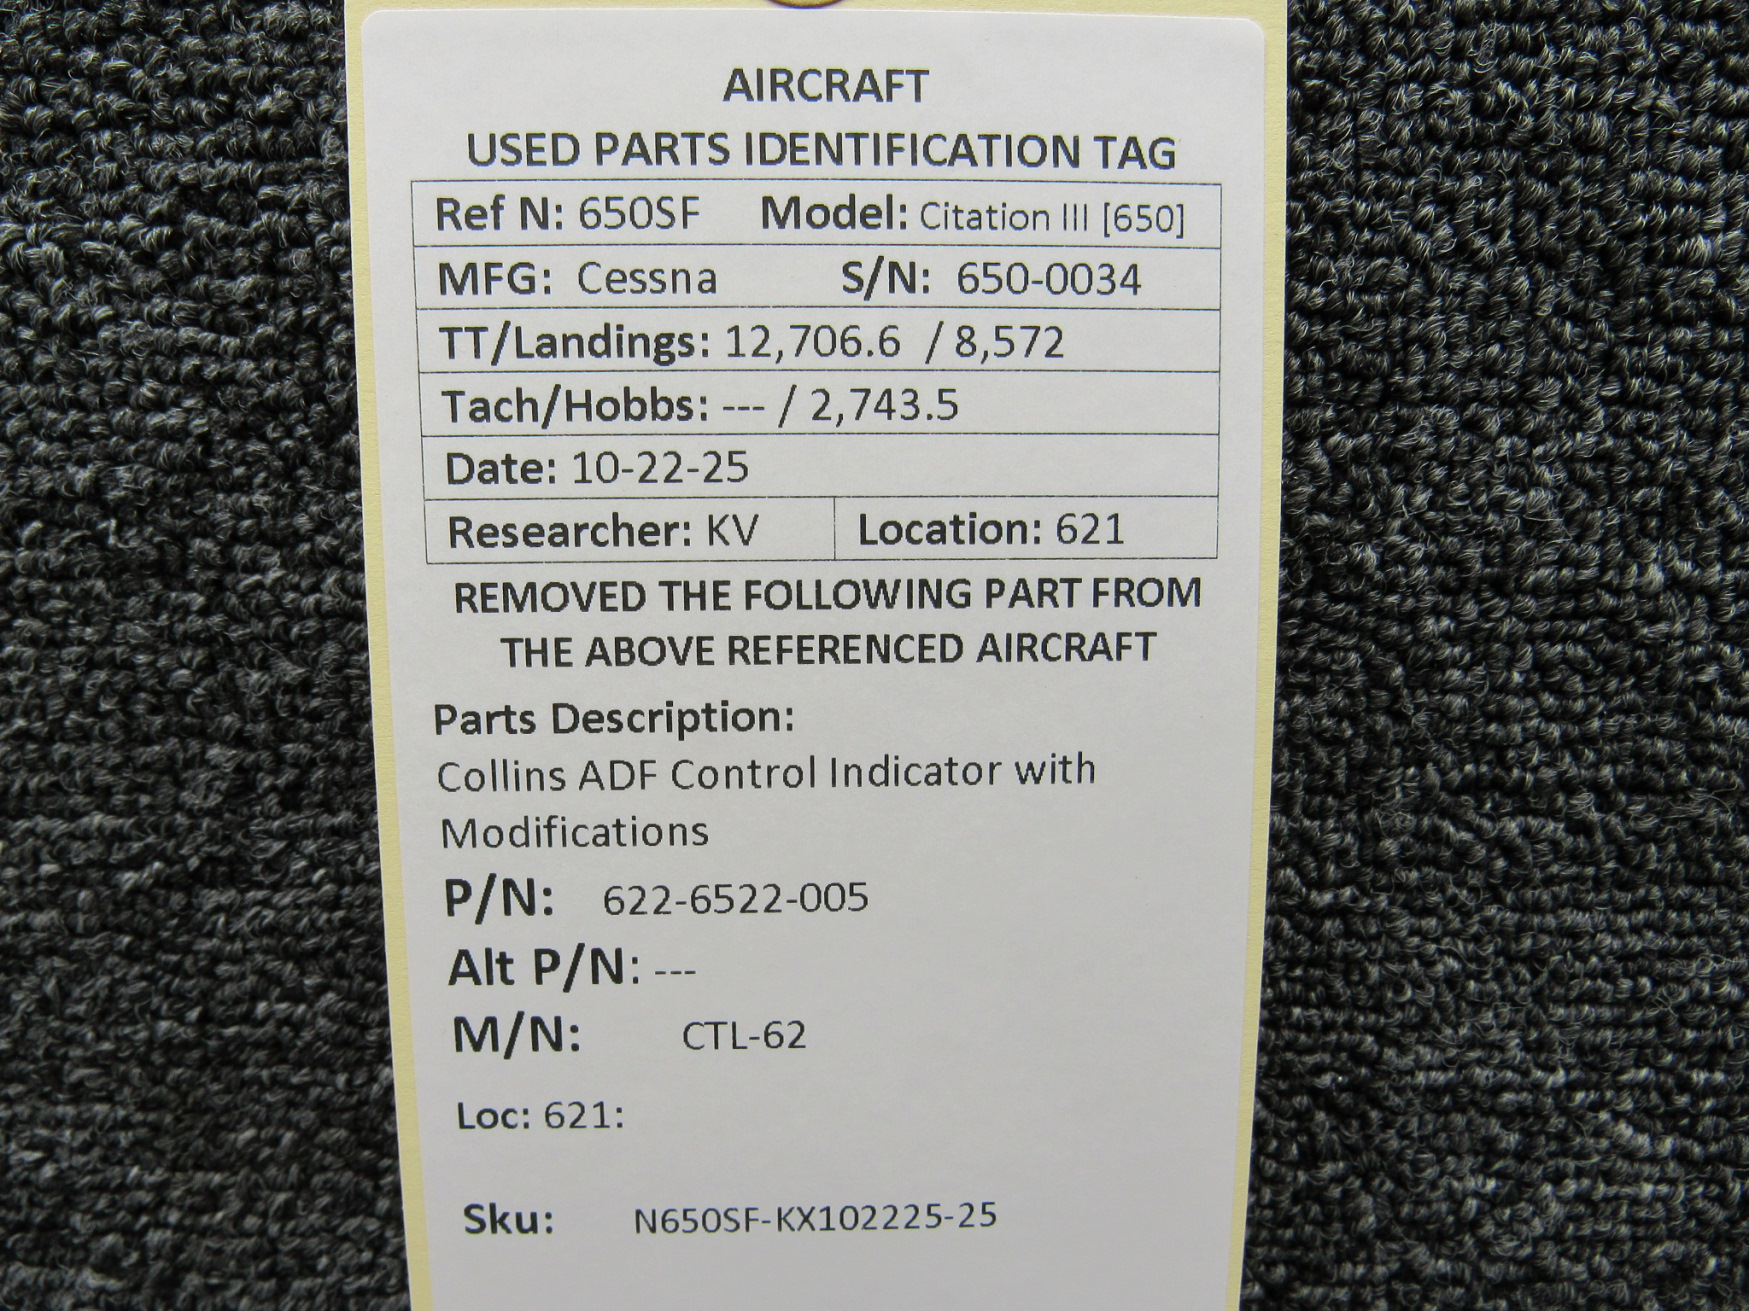 AIRCRAFT
USED PARTS IDENTIFICATION TAG
Ref N: 650SF Model: Citation III [650]
MFG: Cessna S/N: 650-0034
TT/Landings: 12,706.6 / 8,572
Tach/Hobbs: --- / 2,743.5
Date: 10-22-25
Researcher: KV Location: 621
REMOVED THE FOLLOWING PART FROM
THE ABOVE REFERENCED AIRCRAFT
Parts Description:
Collins ADF Control Indicator with
Modifications
P/N: 622-6522-005
Alt P/N: ---
M/N: CTL-62
Loc: 621:
Sku: N650SF-KX102225-25